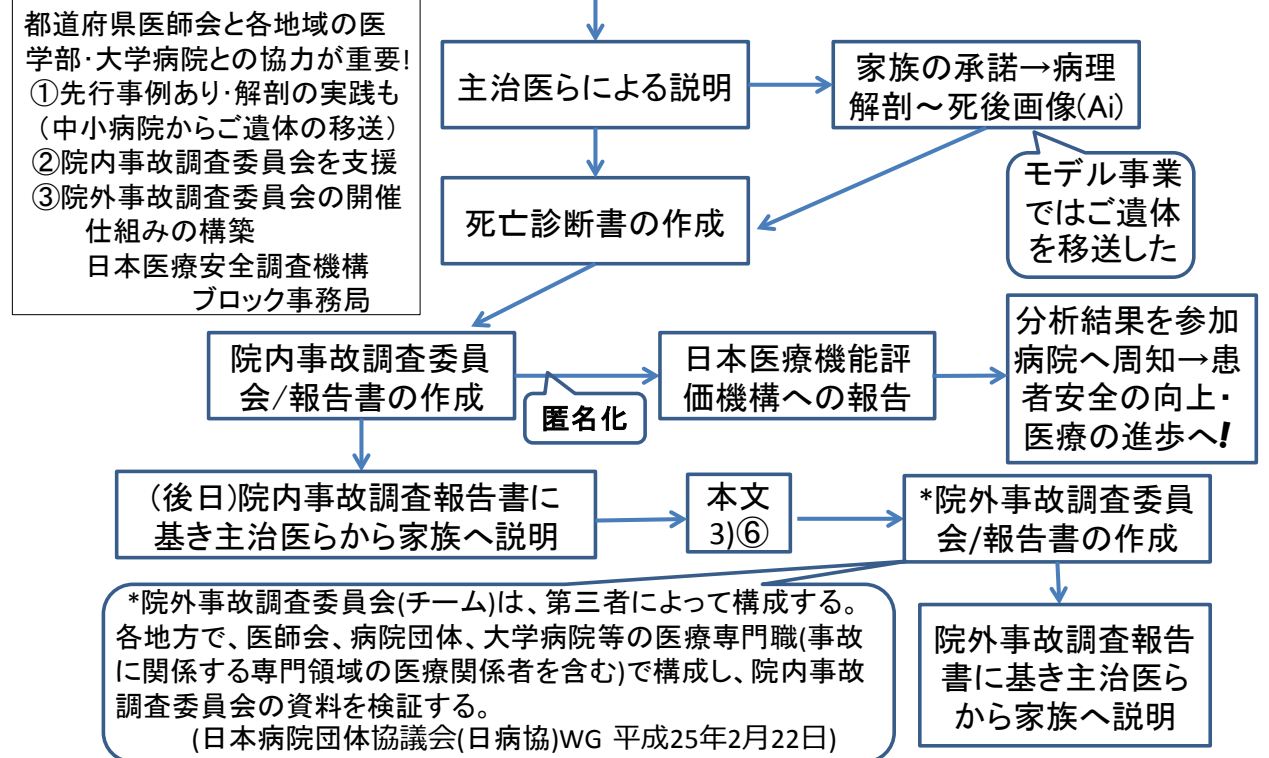 都道府県医師会と各地域の医
学部・大学病院との協力が重要!
①先行事例あり・解剖の実践も
（中小病院からご遺体の移送）
②院内事故調査委員会を支援
③院外事故調査委員会の開催
仕組みの構築
日本医療安全調査機構
ブロック事務局
主治医らによる説明
家族の承諾→病理
解剖～死後画像(Ai)
モデル事業
ではご遺体
を移送した
死亡診断書の作成
院内事故調査委員
会/報告書の作成
匿名化
日本医療機能評
価機構への報告
分析結果を参加
病院へ周知→患
者安全の向上・
医療の進歩へ!
(後日)院内事故調査報告書に
基き主治医らから家族へ説明
本文
3)⑥
*院外事故調査委員
会/報告書の作成
*院外事故調査委員会(チーム)は、第三者によって構成する。
各地方で、医師会、病院団体、大学病院等の医療専門職(事故
に関係する専門領域の医療関係者を含む)で構成し、院内事故
調査委員会の資料を検証する。
(日本病院団体協議会(日病協)WG 平成25年2月22日)
院外事故調査報告
書に基き主治医ら
から家族へ説明